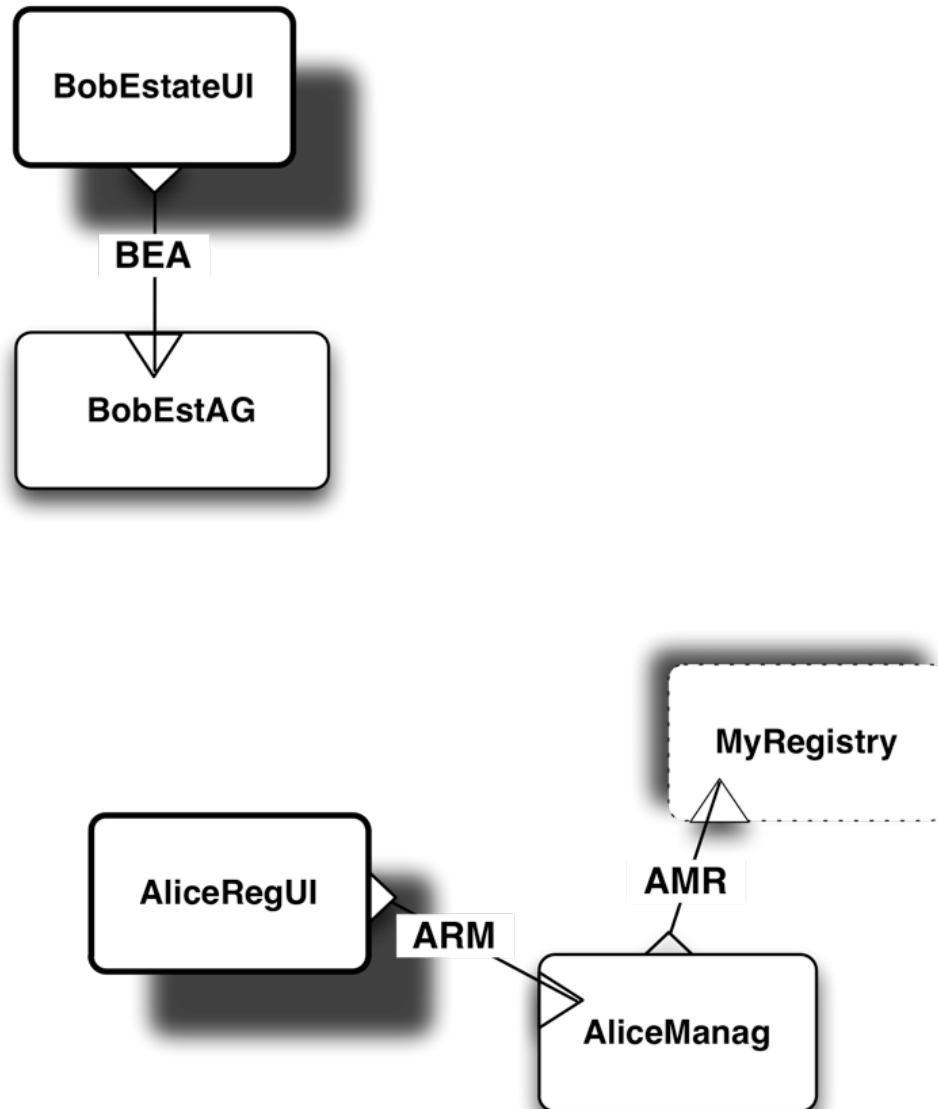 BobEstateUI
BEA
BobEstAG
MyRegistry
AliceRegUI
AMR
ARM
AliceManag